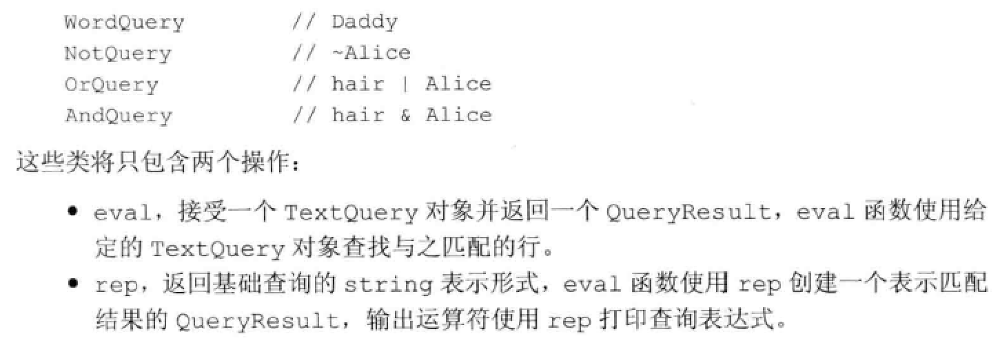 WordQuery // Daddy
NotQuery // ~Alice
OrQuery // hair | Alice
AndQuery // hair & Alice
这些类将只包含两个操作：
● eval，接受一个 TextQuery 对象并返回一个 QueryResult，eval 函数使用给
定的 TextQuery 对象查找与之匹配的行。
● rep，返回基础查询的 string 表示形式，eval 函数使用 rep 创建一个表示匹配
结果的 QueryResult，输出运算符使用 rep 打印查询表达式。